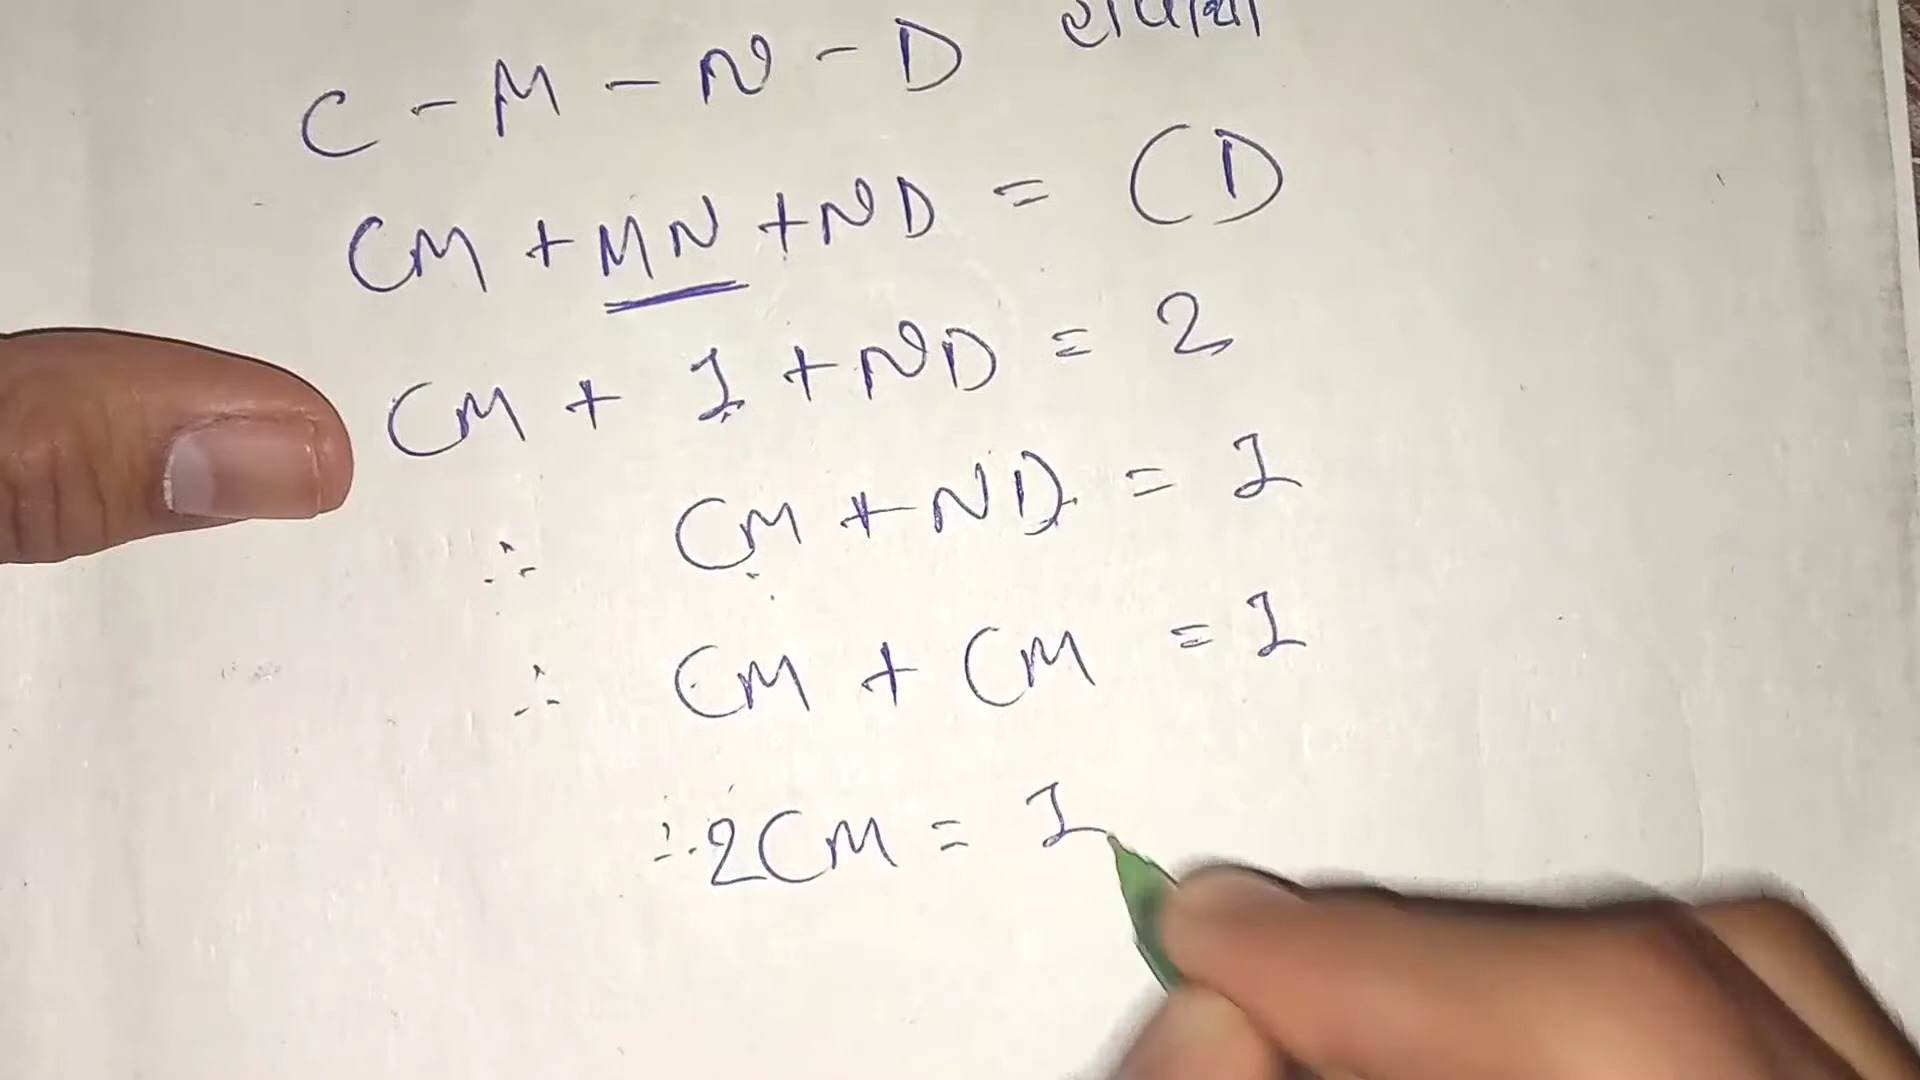 C - M - N - D હોવાથી
CM + MN + ND = CD
CM + 1 + ND = 2
∴ CM + ND = 1
∴ CM + CM = 1
∴ 2CM = 1